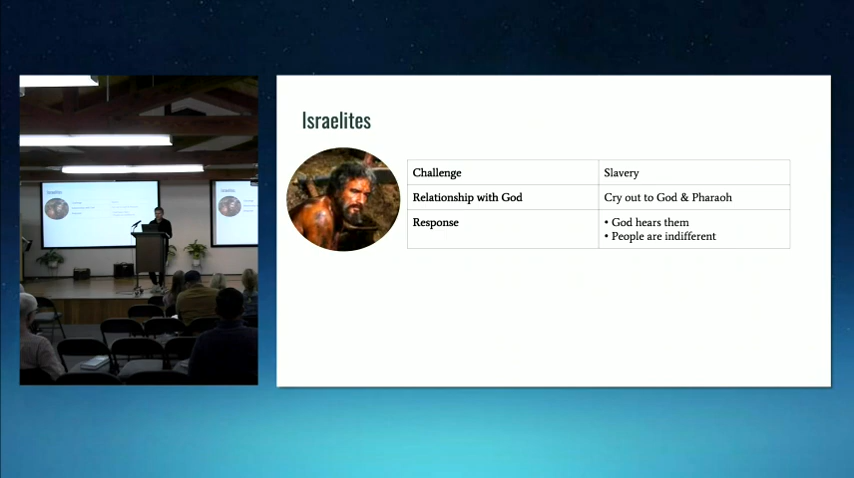 Israelites
Challenge Slavery
Relationship with God Cry out to God & Pharaoh
Response • God hears them
• People are indifferent